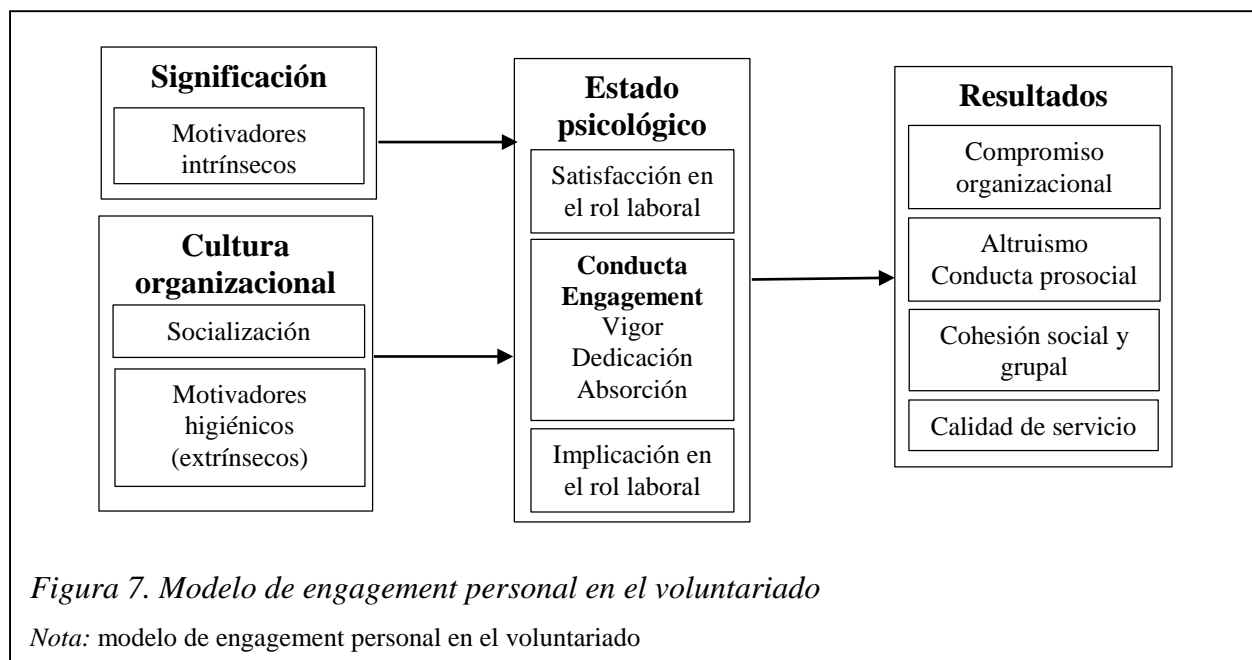 Significación
Motivadores
intrínsecos
Cultura
organizacional
Socialización
Motivadores
higiénicos
(extrínsecos)
Estado
psicológico
Satisfacción en
el rol laboral
Conducta
Engagement
Vigor
Dedicación
Absorción
Implicación en
el rol laboral
Resultados
Compromiso
organizacional
Altruismo
Conducta prosocial
Cohesión social y
grupal
Calidad de servicio
Figura 7. Modelo de engagement personal en el voluntariado
Nota: modelo de engagement personal en el voluntariado